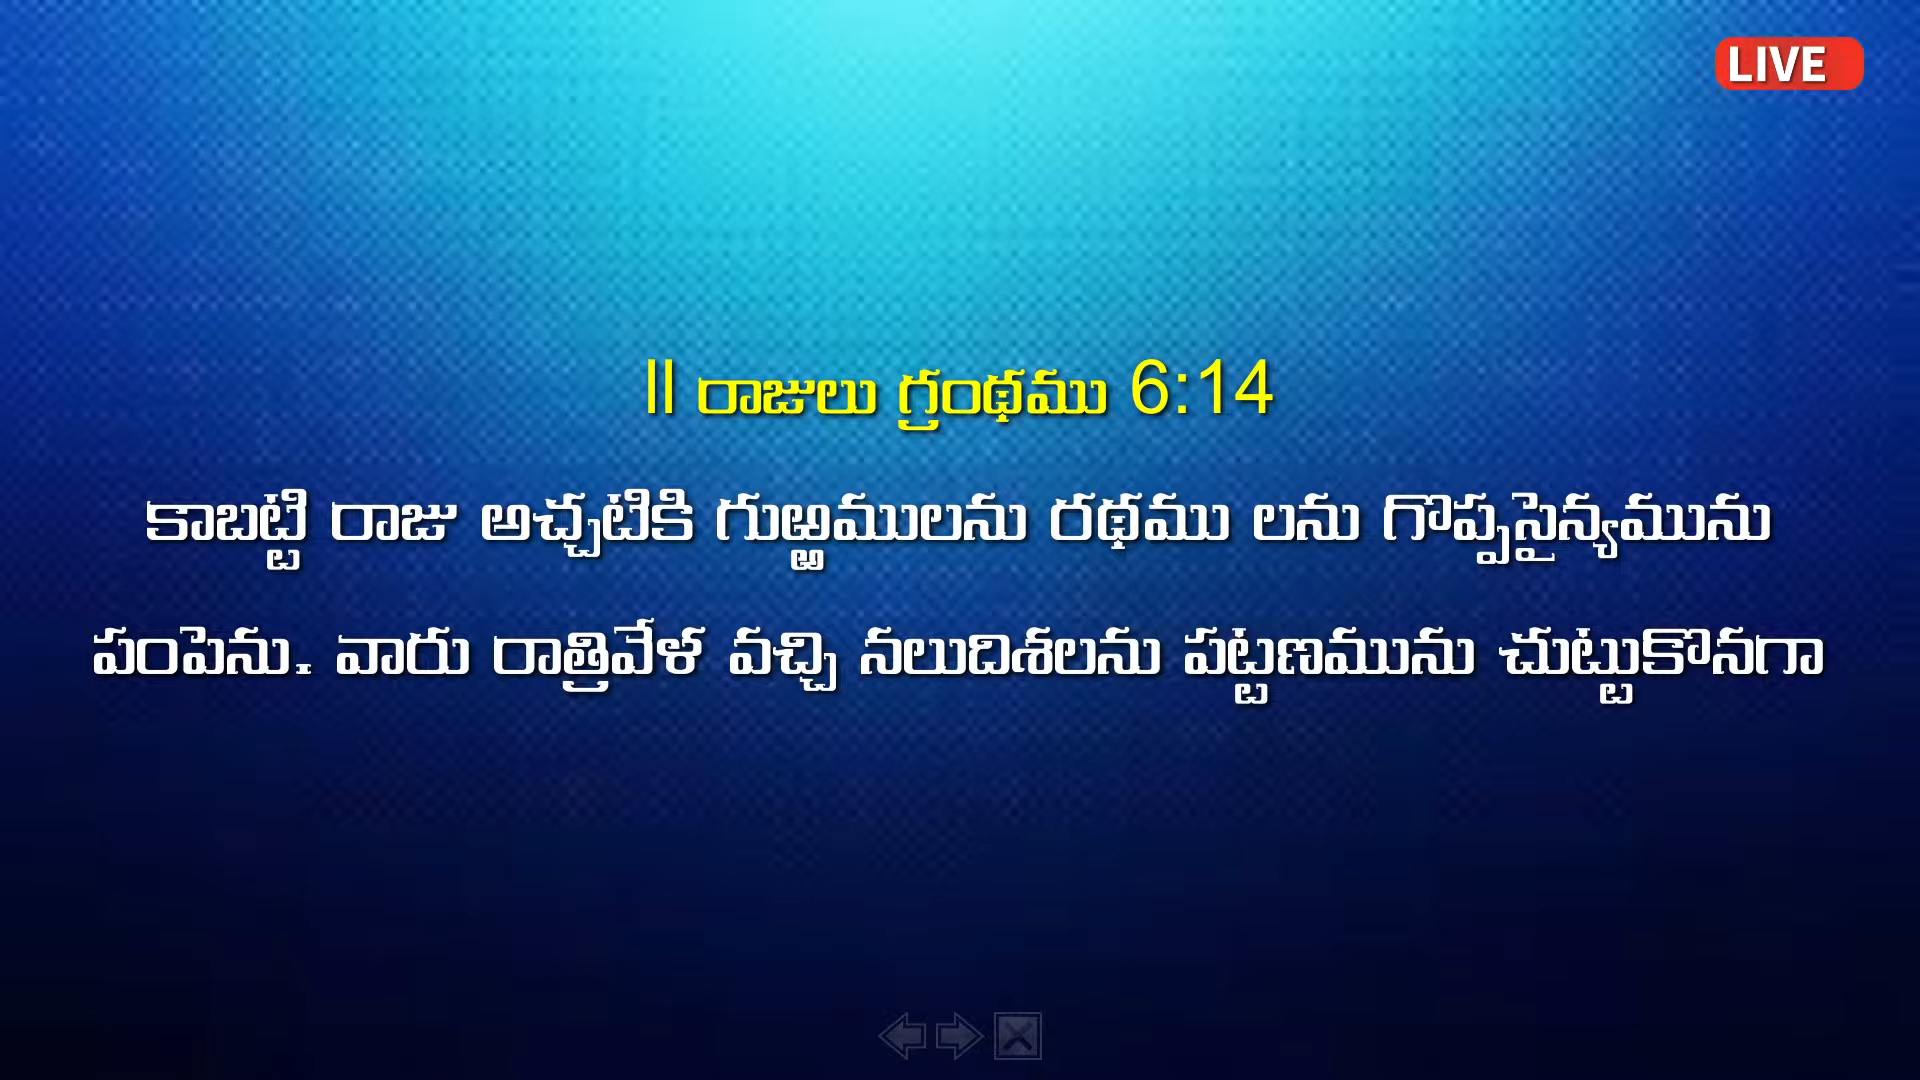 LIVE
II రాజులు గ్రంథము 6:14
కాబట్టి రాజు అచ్చటికి గుఱ్ఱములను రథము లను గొప్పసైన్యమును
పంపెను. వారు రాత్రివేళ వచ్చి నలుదిశలను పట్టణమును చుట్టుకొనగా